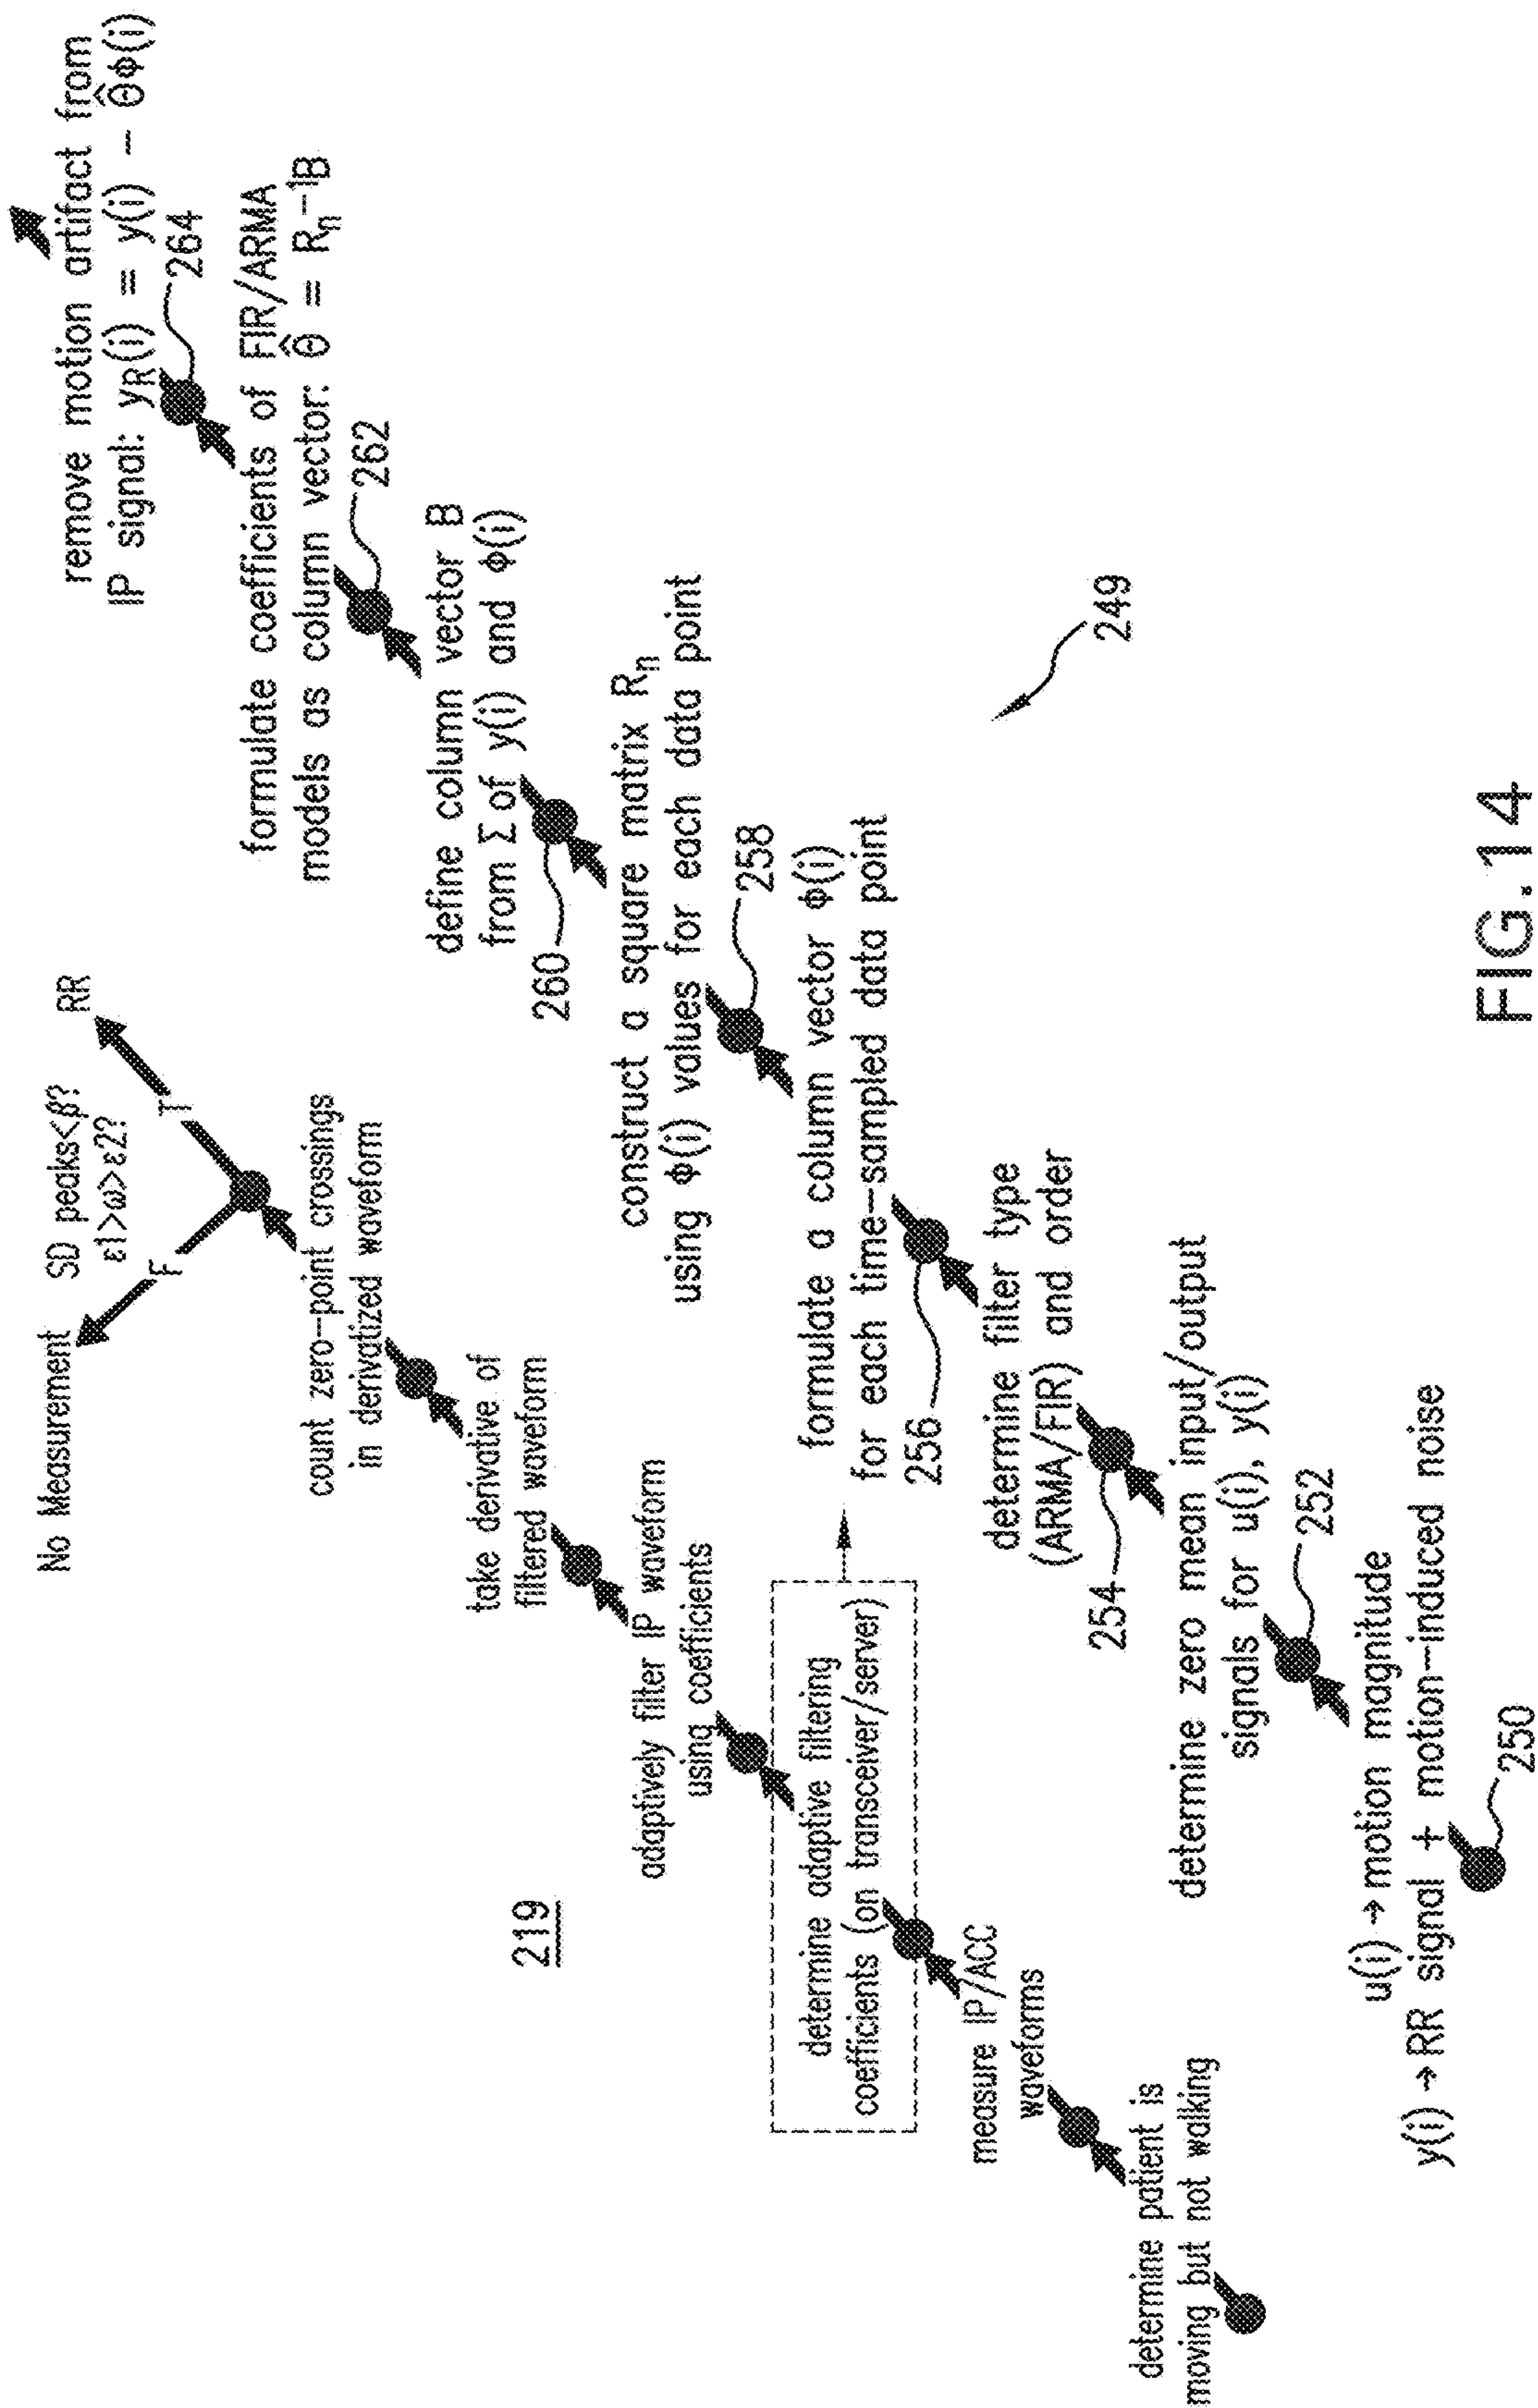 No Measurement
SD peaks<β?
ε1>ω>ε2?
RR
F
T
count zero-point crossings
in derivatized waveform
take derivative of
filtered waveform
adaptively filter IP waveform
using coefficients
219
determine adaptive filtering
coefficients (on transceiver/server)
measure IP/ACC
waveforms
determine patient is
moving but not walking
remove motion artifact from
IP signal: yR(i) = y(i) - Θ̂ϕ(i)
264
formulate coefficients of FIR/ARMA
models as column vector: Θ̂ = Rn⁻¹B
262
define column vector B
from Σ of y(i) and ϕ(i)
260
construct a square matrix Rn
using ϕ(i) values for each data point
258
formulate a column vector ϕ(i)
for each time-sampled data point
256
determine filter type
(ARMA/FIR) and order
254
determine zero mean input/output
signals for u(i), y(i)
252
u(i)→motion magnitude
y(i)→RR signal + motion-induced noise
250
249
FIG.14